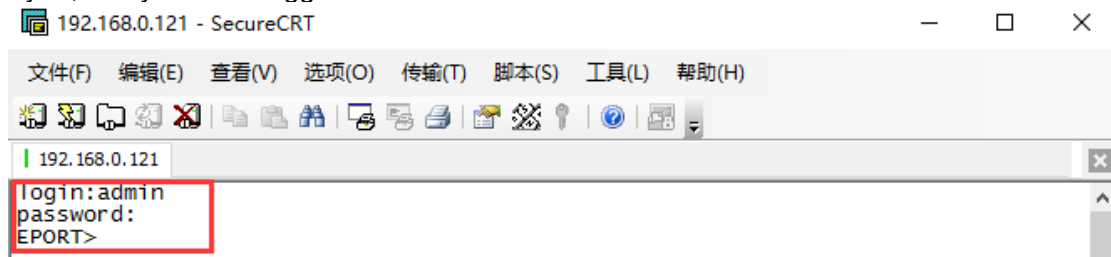 192.168.0.121 - SecureCRT
文件(F) 编辑(E) 查看(V) 选项(O) 传输(T) 脚本(S) 工具(L) 帮助(H)
192.168.0.121
login:admin
password:
EPORT>